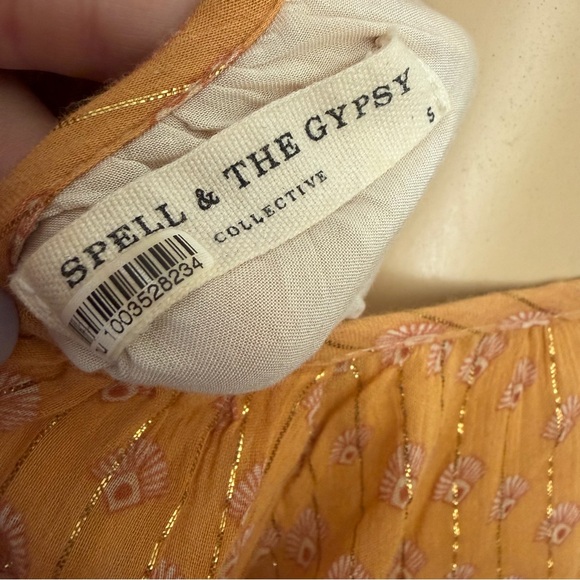 SPELL & THE GYPSY
COLLECTIVE
S
1003528234